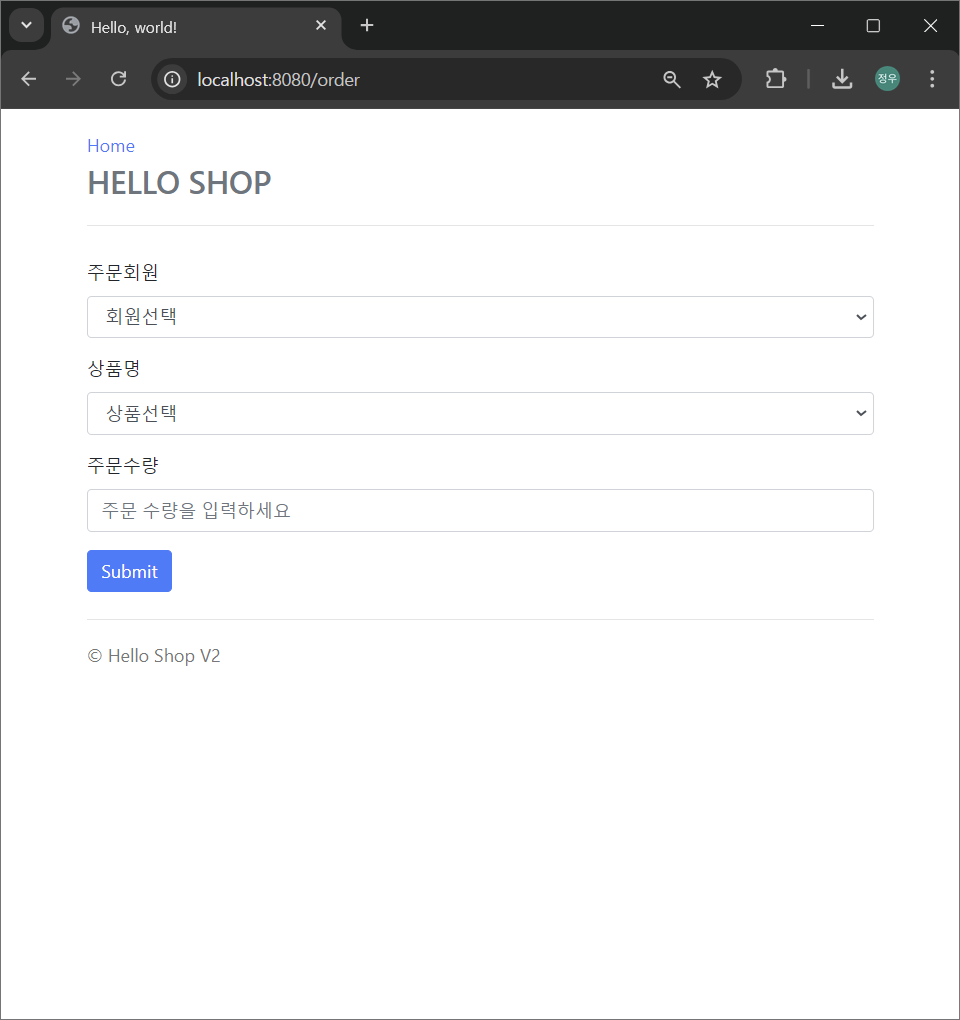 Hello, world!
localhost:8080/order
정우
Home
HELLO SHOP
주문회원
회원선택
상품명
상품선택
주문수량
주문 수량을 입력하세요
Submit
© Hello Shop V2